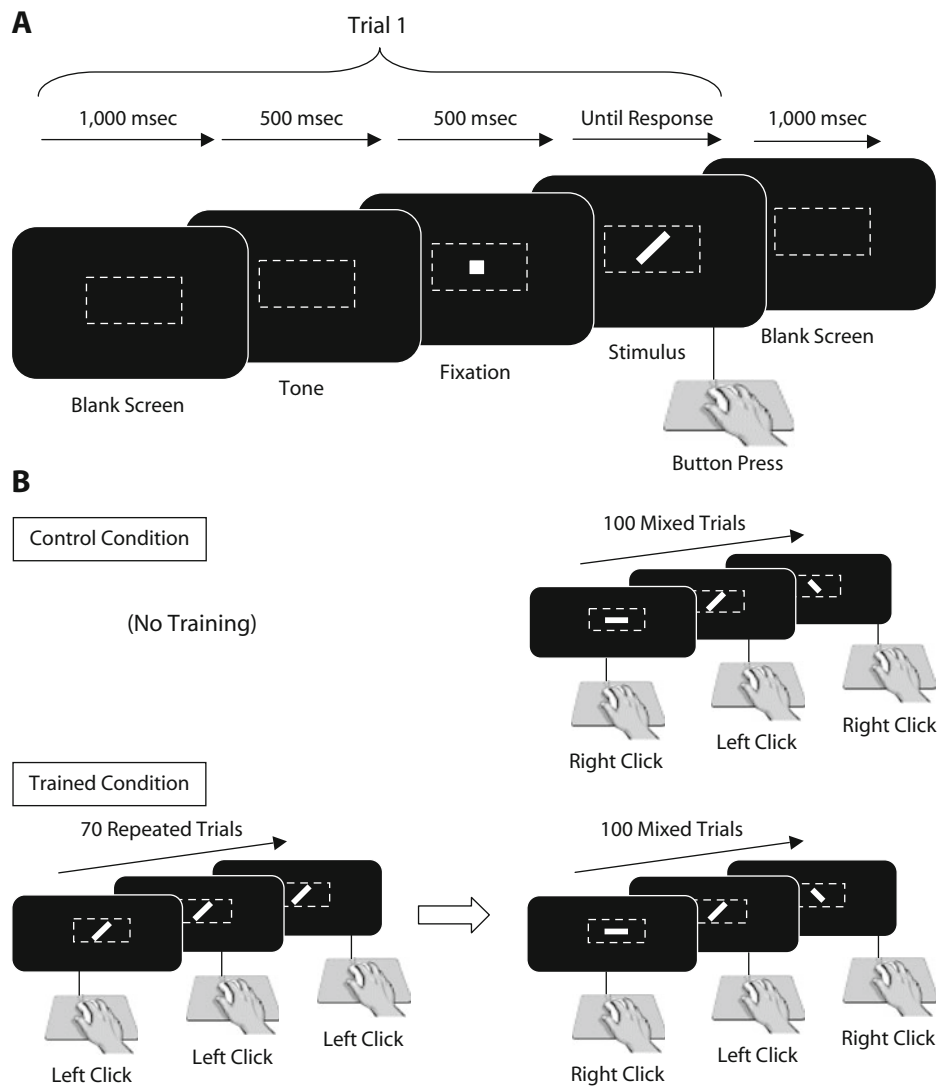 A
Trial 1
1,000 msec
500 msec
500 msec
Until Response
1,000 msec
Blank Screen
Tone
Fixation
Stimulus
Blank Screen
Button Press
B
Control Condition
(No Training)
100 Mixed Trials
Right Click
Left Click
Right Click
Trained Condition
70 Repeated Trials
Left Click
Left Click
Left Click
100 Mixed Trials
Right Click
Left Click
Right Click